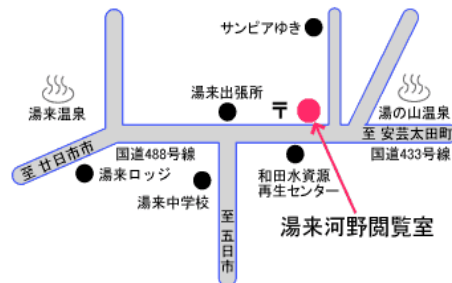 サンピアゆき
湯来温泉
湯来出張所
〒
湯の山温泉
至 安芸太田町
国道488号線
国道433号線
至 廿日市市
湯来ロッジ
湯来中学校
和田水資源
再生センター
至 五日市
湯来河野閲覧室